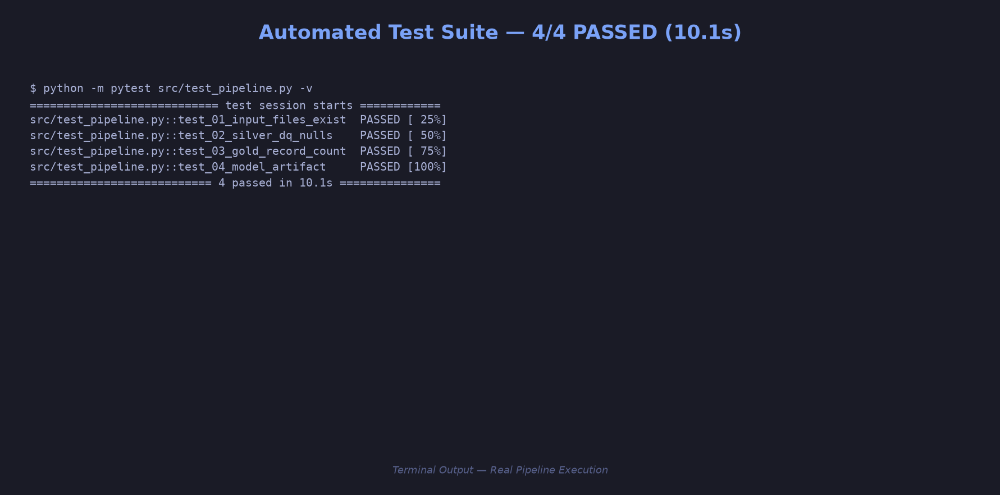 Automated Test Suite — 4/4 PASSED (10.1s)
$ python -m pytest src/test_pipeline.py -v
============================ test session starts ============
src/test_pipeline.py::test_01_input_files_exist  PASSED [ 25%]
src/test_pipeline.py::test_02_silver_dq_nulls    PASSED [ 50%]
src/test_pipeline.py::test_03_gold_record_count  PASSED [ 75%]
src/test_pipeline.py::test_04_model_artifact     PASSED [100%]
=========================== 4 passed in 10.1s ===============
Terminal Output — Real Pipeline Execution